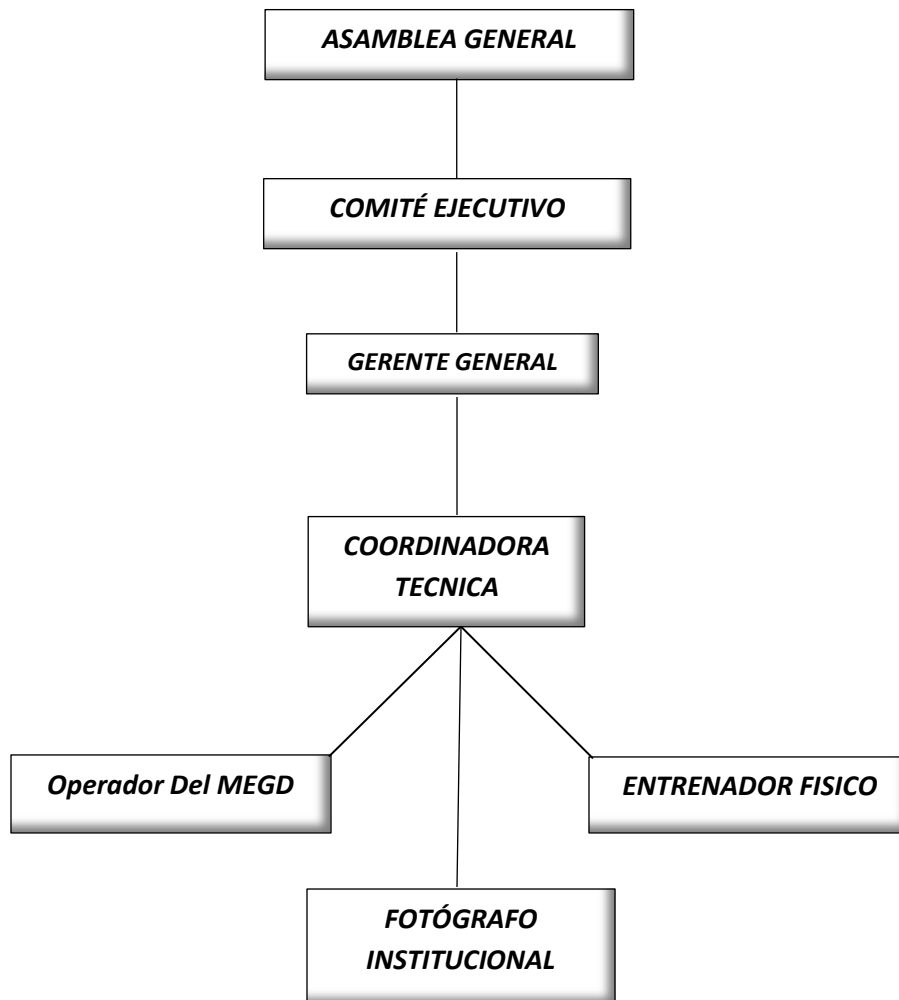 ASAMBLEA GENERAL
COMITÉ EJECUTIVO
GERENTE GENERAL
COORDINADORA
TECNICA
Operador Del MEGD
ENTRENADOR FISICO
FOTÓGRAFO
INSTITUCIONAL